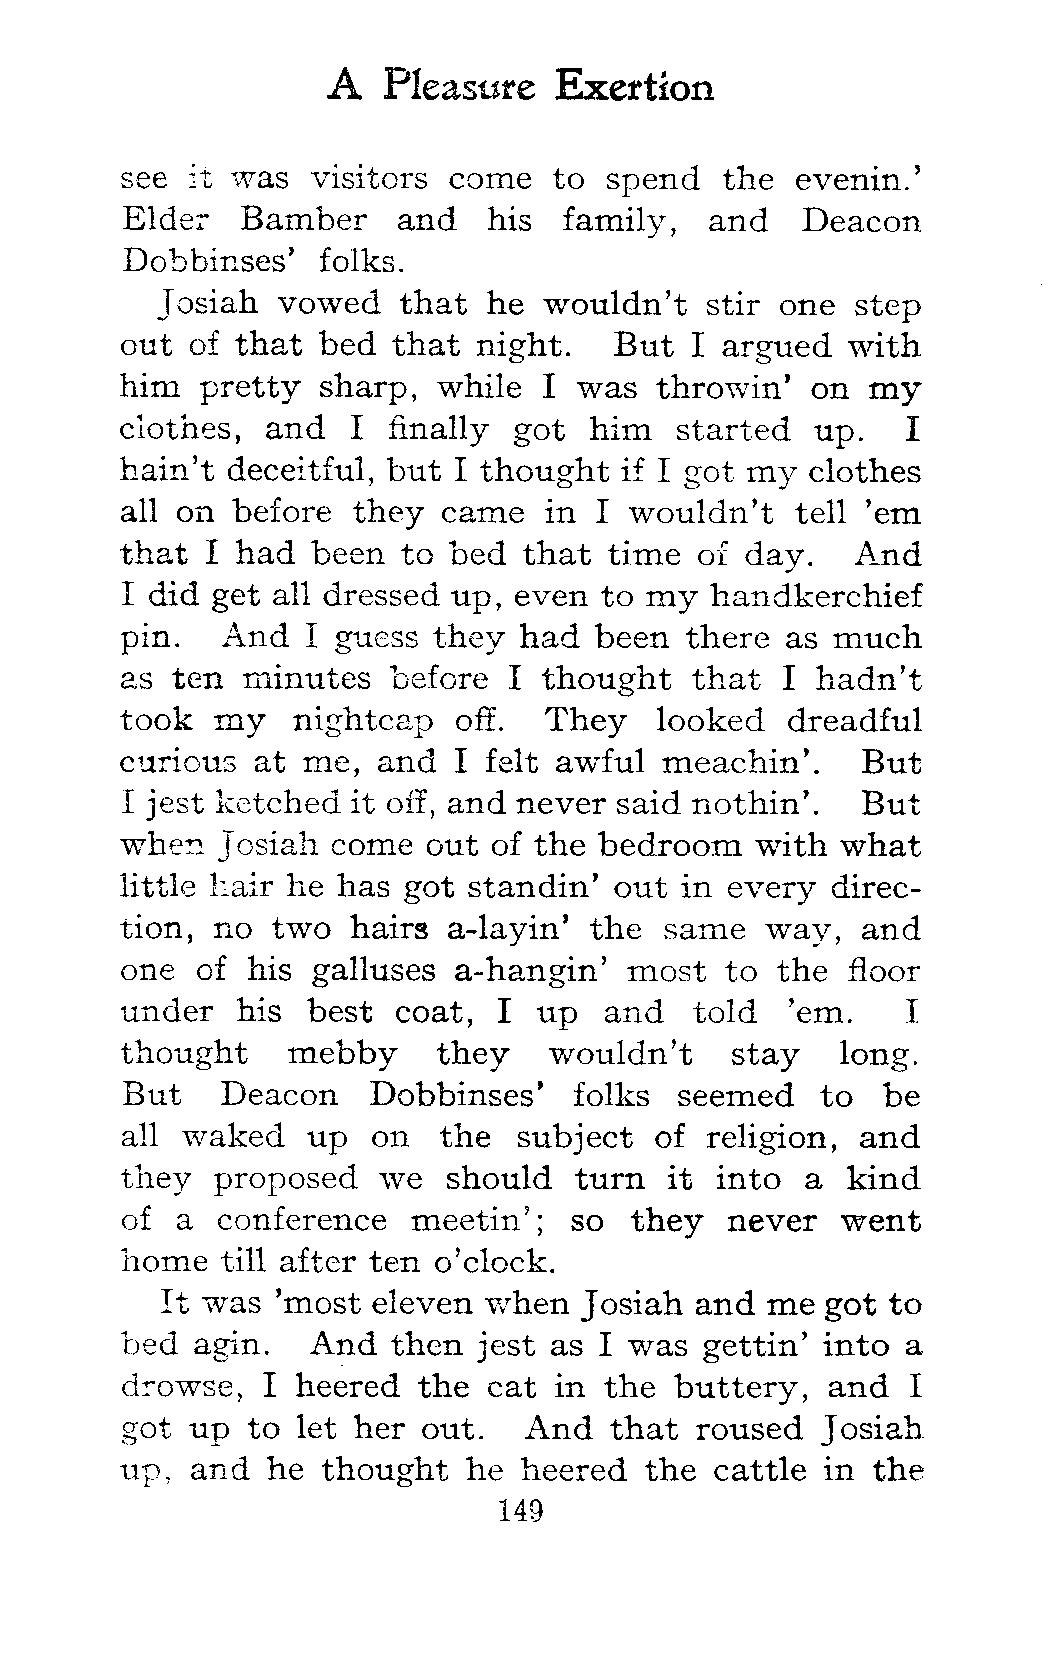 A Pleasure Exertion
see it was visitors come to spend the evenin.'
Elder Bamber and his family, and Deacon
Dobbinses' folks.
Josiah vowed that he wouldn't stir one step
out of that bed that night. But I argued with
him pretty sharp, while I was throwin' on my
clothes, and I finally got him started up. I
hain't deceitful, but I thought if I got my clothes
all on before they came in I wouldn't tell 'em
that I had been to bed that time of day. And
I did get all dressed up, even to my handkerchief
pin. And I guess they had been there as much
as ten minutes before I thought that I hadn't
took my nightcap off. They looked dreadful
curious at me, and I felt awful meachin'. But
I jest ketched it off, and never said nothin'. But
when Josiah come out of the bedroom with what
little hair he has got standin' out in every direc-
tion, no two hairs a-layin' the same way, and
one of his galluses a-hangin' most to the floor
under his best coat, I up and told 'em. I
thought mebby they wouldn't stay long.
But Deacon Dobbinses' folks seemed to be
all waked up on the subject of religion, and
they proposed we should turn it into a kind
of a conference meetin'; so they never went
home till after ten o'clock.
It was 'most eleven when Josiah and me got to
bed agin. And then jest as I was gettin' into a
drowse, I heered the cat in the buttery, and I
got up to let her out. And that roused Josiah
up, and he thought he heered the cattle in the
149